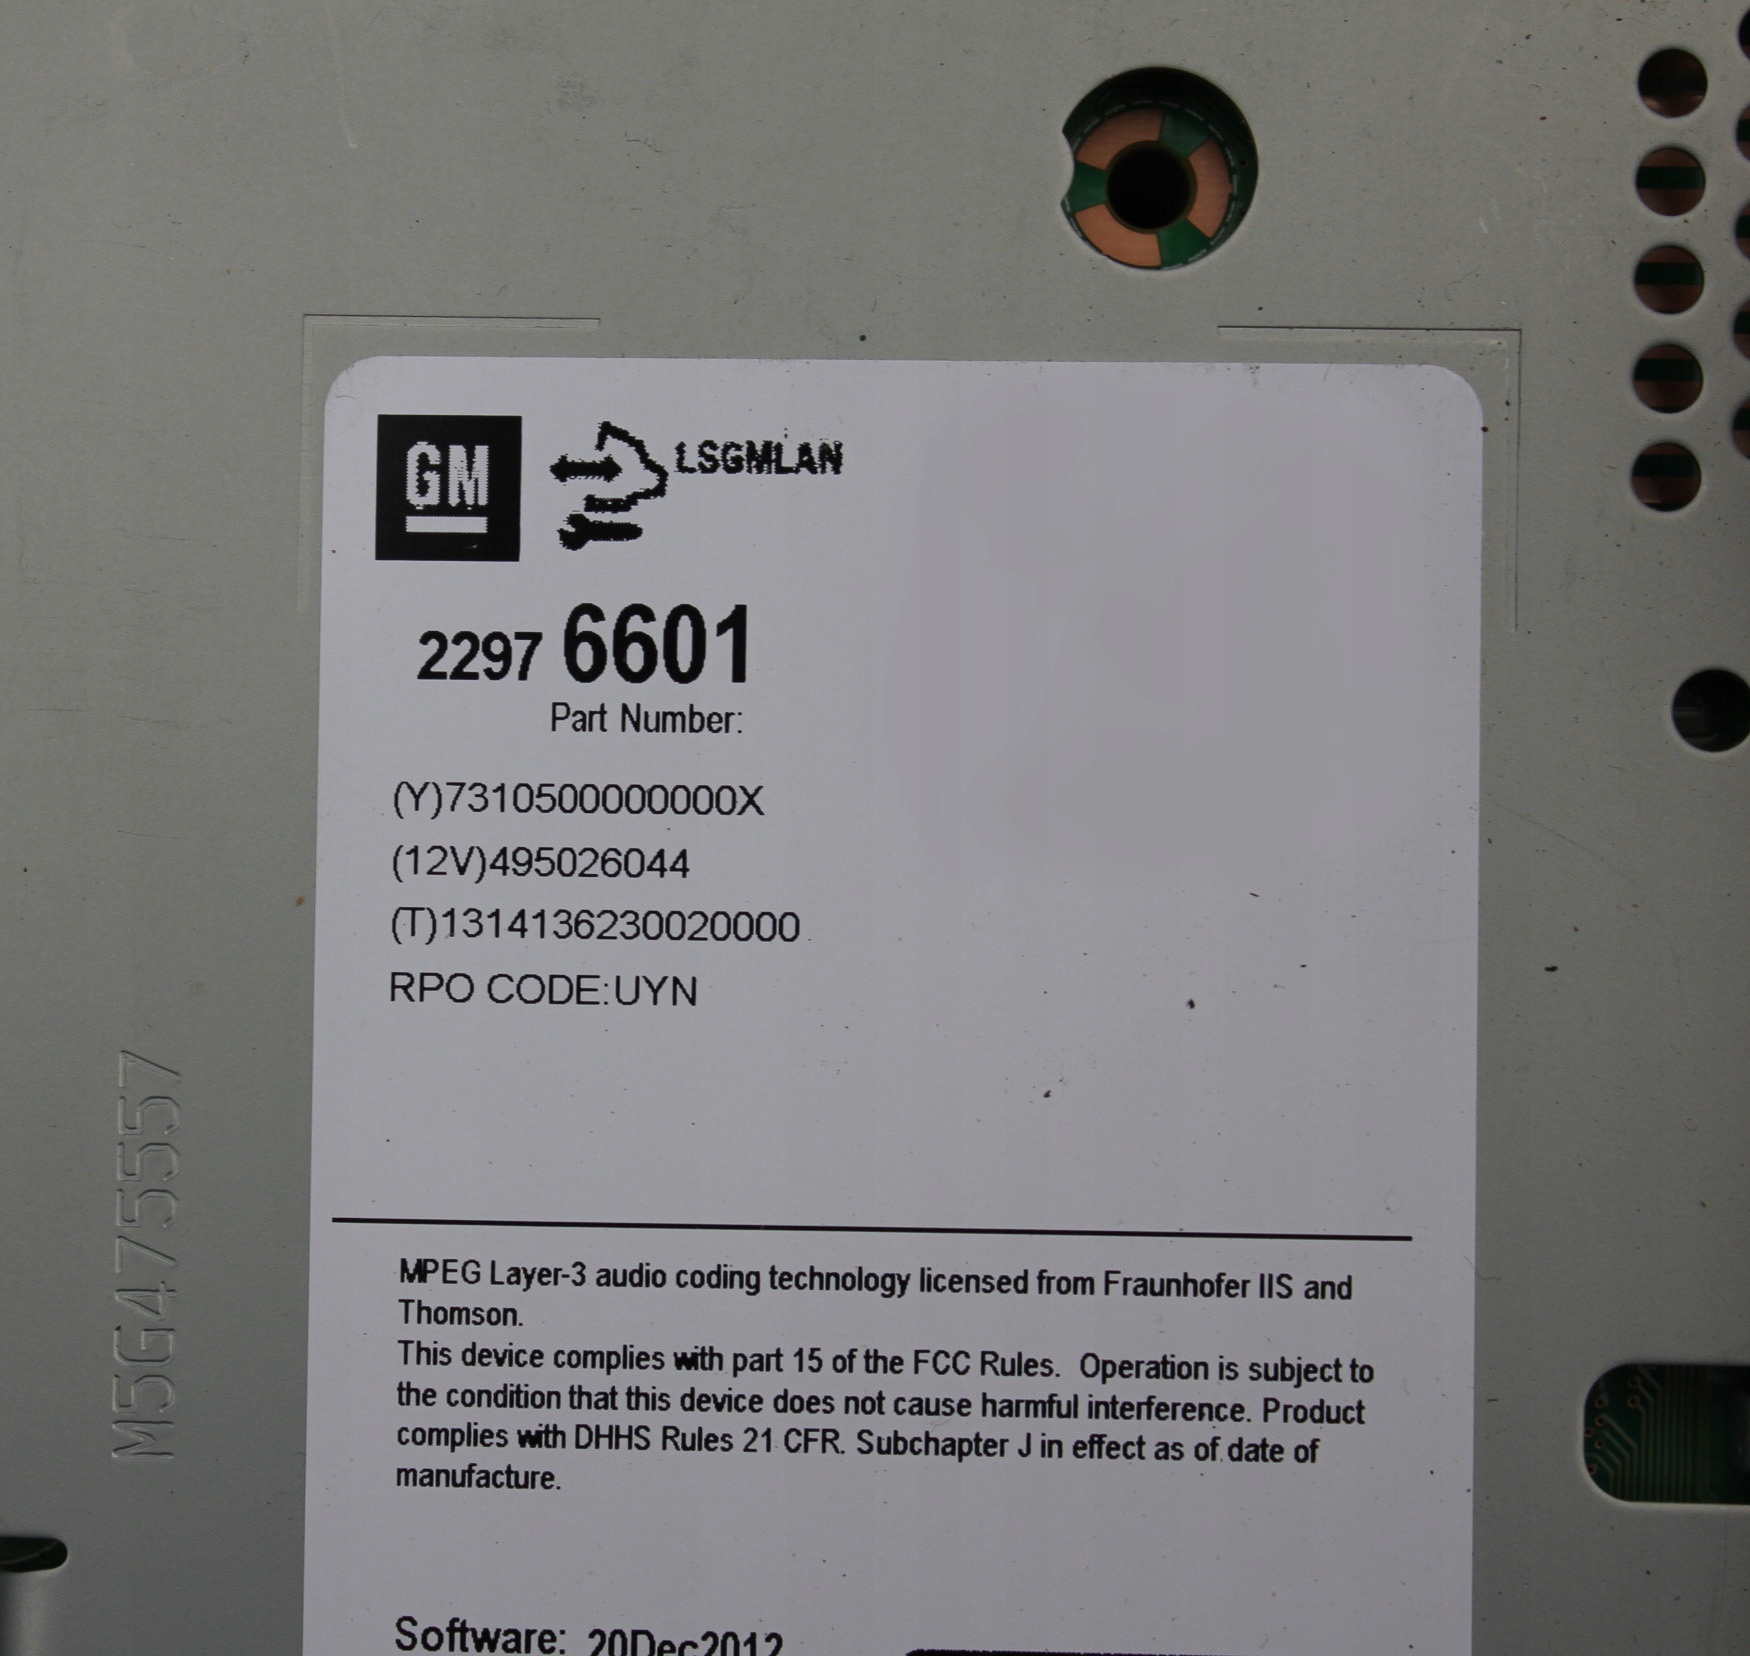 GM
LSGMLAN
2297 6601
Part Number:
(Y)7310500000000X
(12V)495026044
(T)1314136230020000
RPO CODE:UYN
M5G475557
MPEG Layer-3 audio coding technology licensed from Fraunhofer IIS and
Thomson.
This device complies with part 15 of the FCC Rules. Operation is subject to
the condition that this device does not cause harmful interference. Product
complies with DHHS Rules 21 CFR. Subchapter J in effect as of date of
manufacture.
Software: 20Dec2012